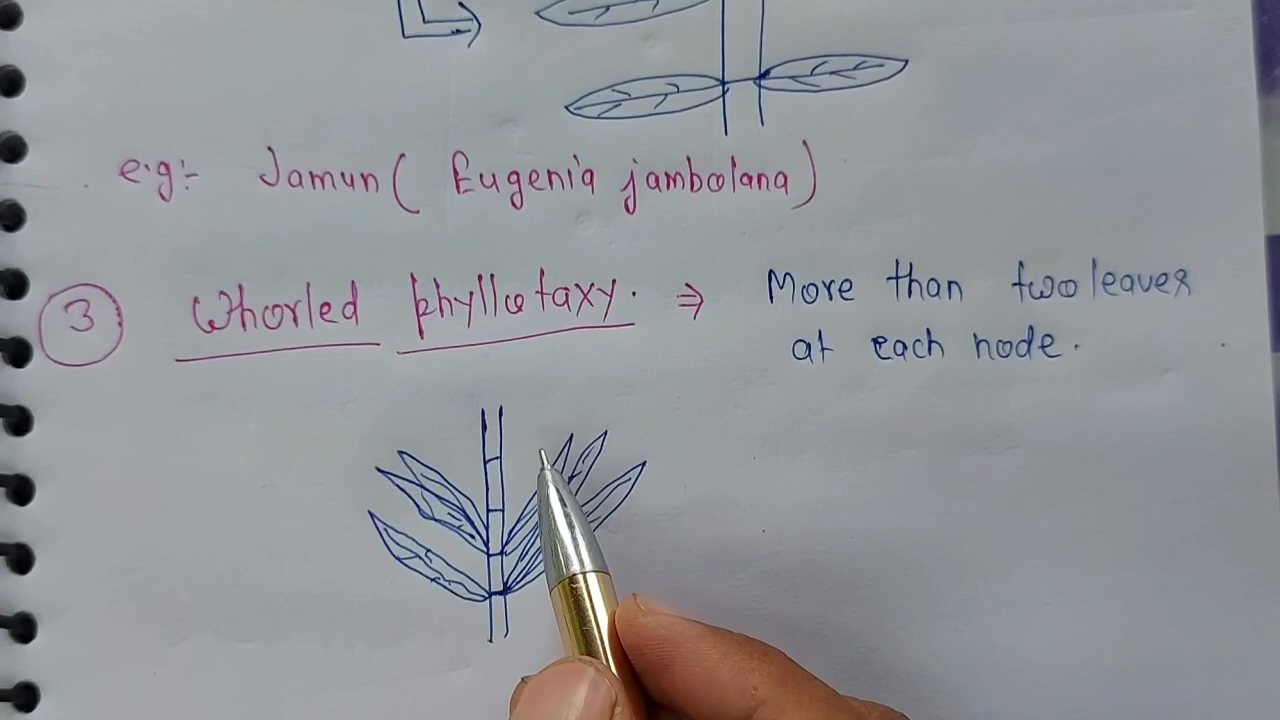 e.g:- Jamun ( Eugenia jambolana )
3 Whorled phyllotaxy. ⇒ More than two leaves
at each node.